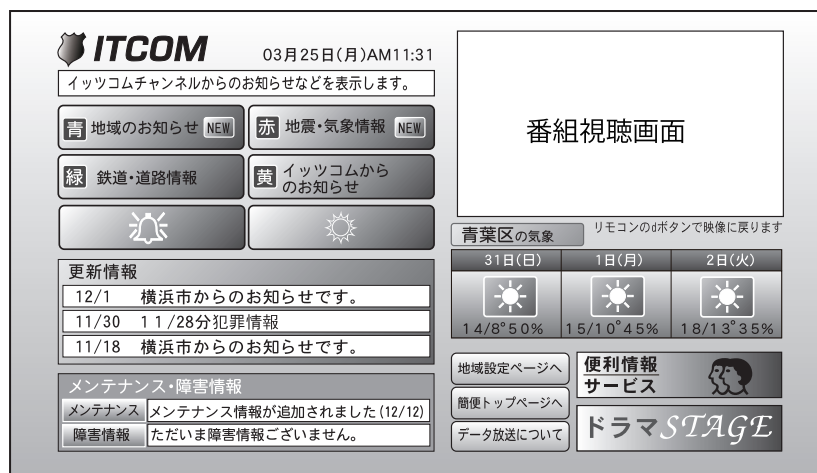 ITCOM
03月25日(月)AM11:31
イッツコムチャンネルからのお知らせなどを表示します。
青 地域のお知らせ NEW
赤 地震・気象情報 NEW
緑 鉄道・道路情報
黄 イッツコムから
のお知らせ
更新情報
12/1 横浜市からのお知らせです。
11/30 11/28分犯罪情報
11/18 横浜市からのお知らせです。
メンテナンス・障害情報
メンテナンス メンテナンス情報が追加されました(12/12)
障害情報 ただいま障害情報ございません。
番組視聴画面
青葉区の気象
リモコンのdボタンで映像に戻ります
31日(日) 1日(月) 2日(火)
14/8°50% 15/10°45% 18/13°35%
地域設定ページへ
簡便トップページへ
データ放送について
便利情報
サービス
ドラマSTAGE